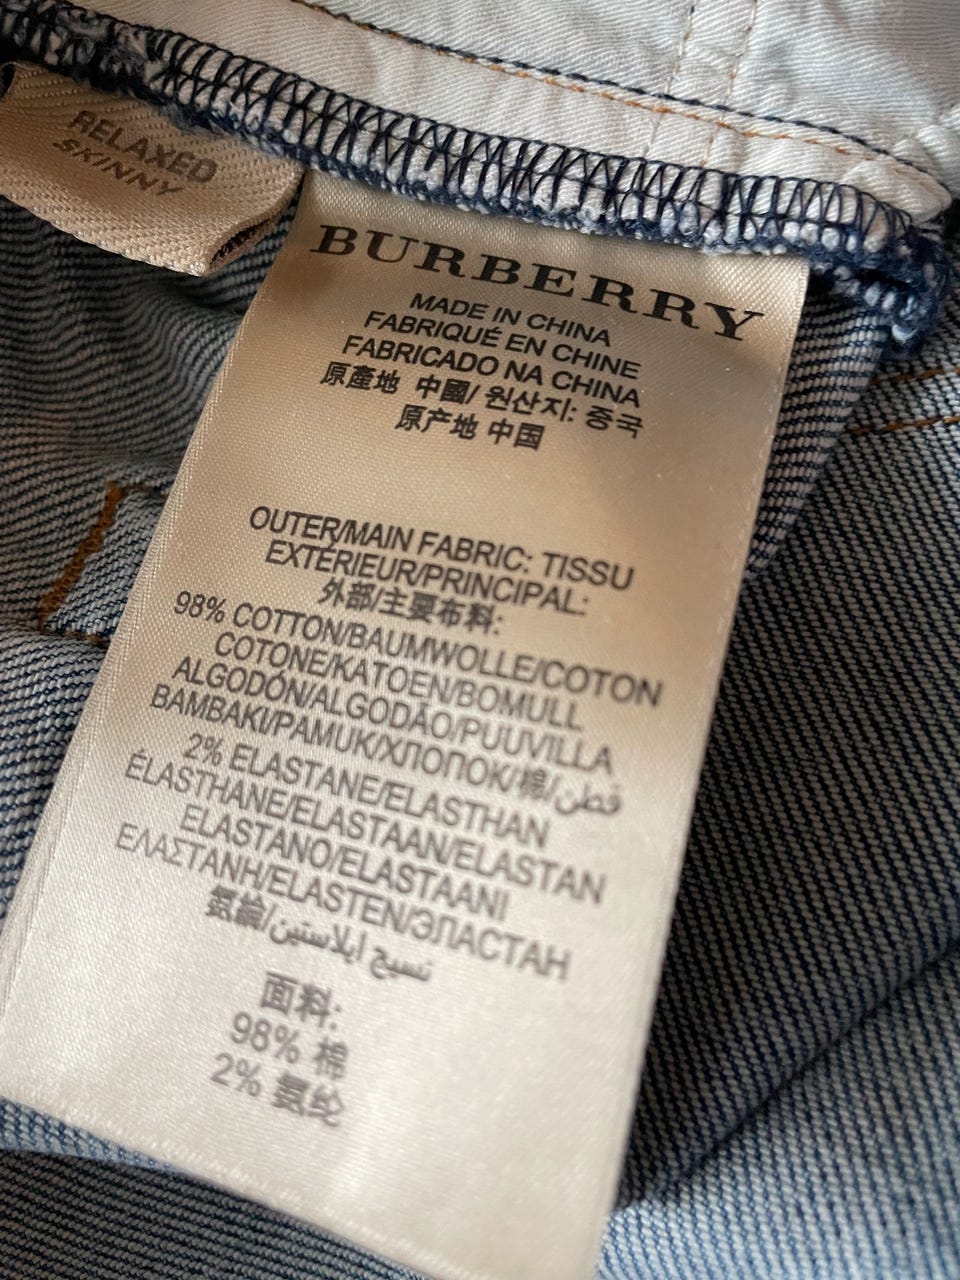 RELAXED
SKINNY
BURBERRY
MADE IN CHINA
FABRIQUÉ EN CHINE
FABRICADO NA CHINA
原產地 中國/ 원산지: 중국
原产地 中国
OUTER/MAIN FABRIC: TISSU
EXTÉRIEUR/PRINCIPAL:
外部/主要布料:
98% COTTON/BAUMWOLLE/COTON
COTONE/KATOEN/BOMULL
ALGODÓN/ALGODÃO/PUUVILLA
BAMBAKI/PAMUK/ХЛОПОК/棉/قطن
2% ELASTANE/ELASTHAN
ÉLASTHANE/ELASTAAN/ELASTAN
ELASTANO/ELASTAANI
ΕΛΑΣΤΑΝΗ/ELASTEN/ЭЛАСТАН
氨綸/نسيج ايلاستين
面料:
98% 棉
2% 氨纶